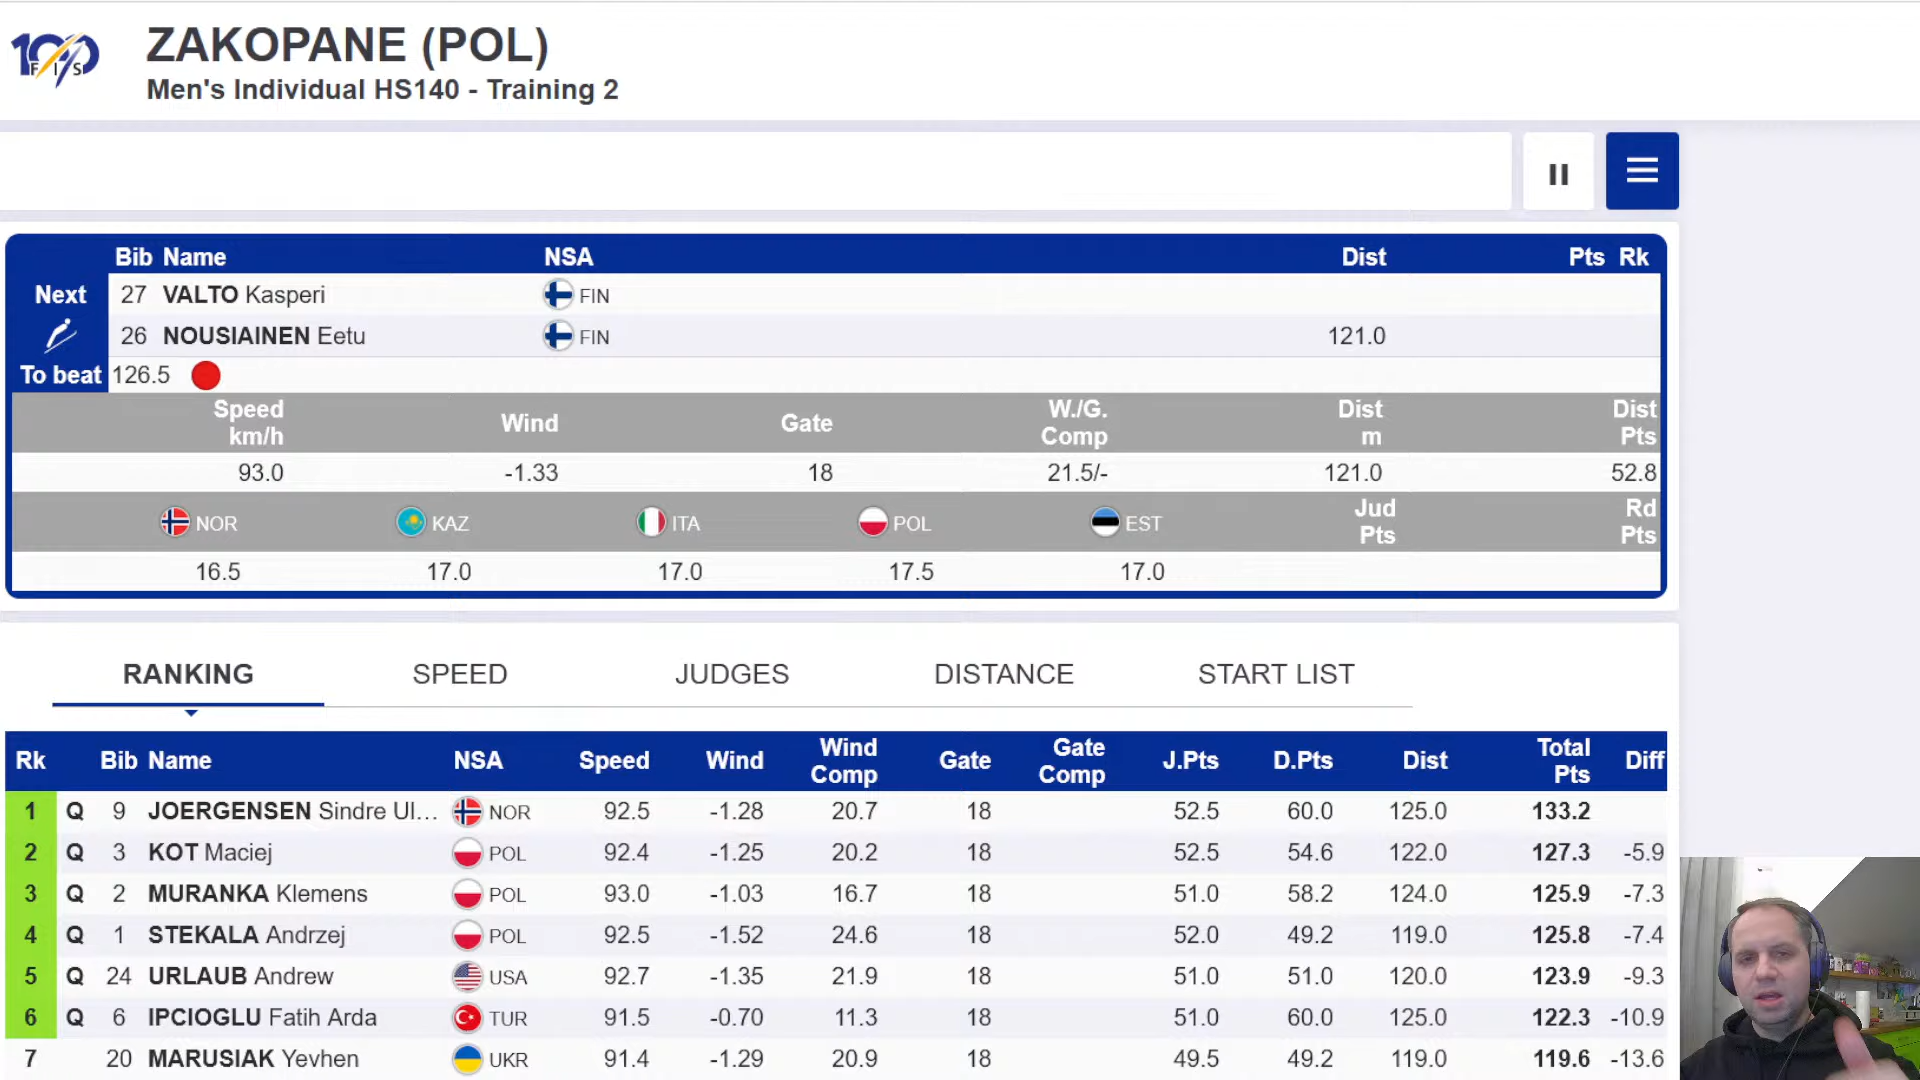 100 FIS
ZAKOPANE (POL)
Men's Individual HS140 - Training 2
Bib Name NSA Dist Pts Rk
Next 27 VALTO Kasperi FIN
26 NOUSIAINEN Eetu FIN 121.0
To beat 126.5
Speed km/h Wind Gate W./G. Comp Dist m Dist Pts
93.0 -1.33 18 21.5/- 121.0 52.8
NOR KAZ ITA POL EST Jud Pts Rd Pts
16.5 17.0 17.0 17.5 17.0
RANKING SPEED JUDGES DISTANCE START LIST
Rk Bib Name NSA Speed Wind Wind Comp Gate Gate Comp J.Pts D.Pts Dist Total Pts Diff
1 Q 9 JOERGENSEN Sindre Ul... NOR 92.5 -1.28 20.7 18 52.5 60.0 125.0 133.2
2 Q 3 KOT Maciej POL 92.4 -1.25 20.2 18 52.5 54.6 122.0 127.3 -5.9
3 Q 2 MURANKA Klemens POL 93.0 -1.03 16.7 18 51.0 58.2 124.0 125.9 -7.3
4 Q 1 STEKALA Andrzej POL 92.5 -1.52 24.6 18 52.0 49.2 119.0 125.8 -7.4
5 Q 24 URLAUB Andrew USA 92.7 -1.35 21.9 18 51.0 51.0 120.0 123.9 -9.3
6 Q 6 IPCIOGLU Fatih Arda TUR 91.5 -0.70 11.3 18 51.0 60.0 125.0 122.3 -10.9
7 20 MARUSIAK Yevhen UKR 91.4 -1.29 20.9 18 49.5 49.2 119.0 119.6 -13.6